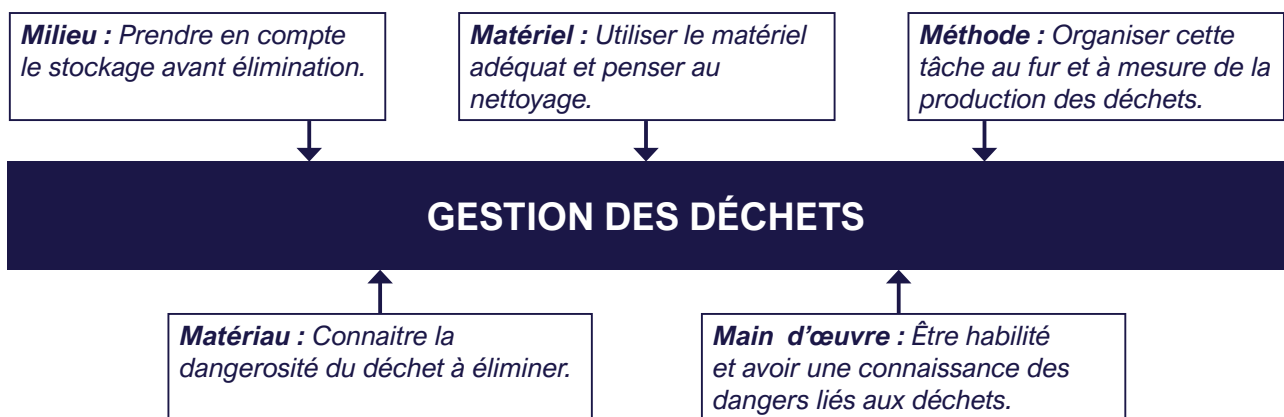 Milieu : Prendre en compte
le stockage avant élimination.
Matériel : Utiliser le matériel
adéquat et penser au
nettoyage.
Méthode : Organiser cette
tâche au fur et à mesure de la
production des déchets.
GESTION DES DÉCHETS
Matériau : Connaitre la
dangerosité du déchet à éliminer.
Main d’œuvre : Être habilité
et avoir une connaissance des
dangers liés aux déchets.